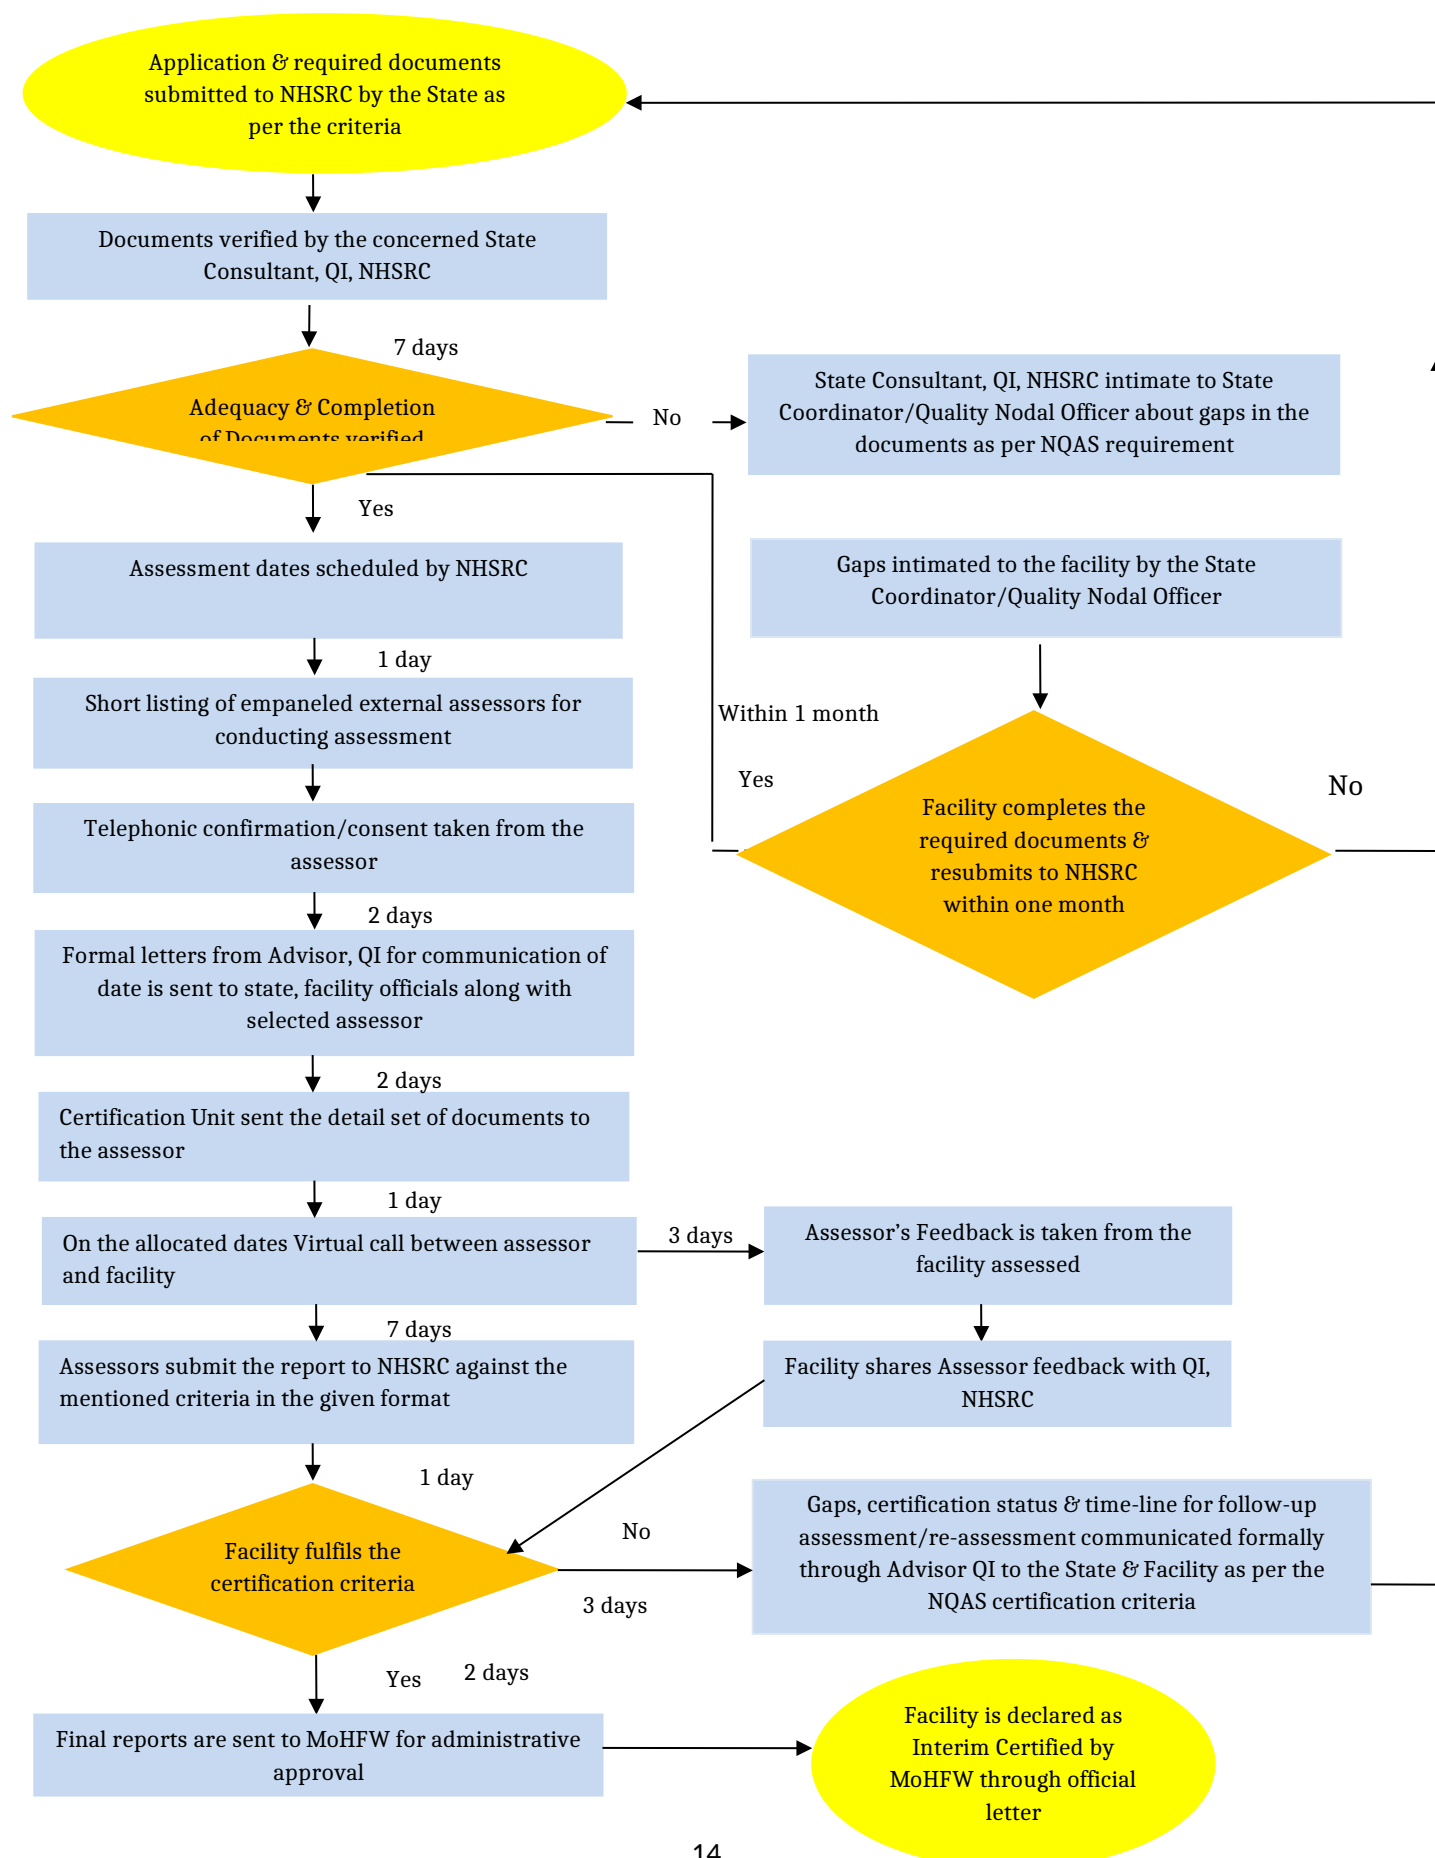 Application & required documents
submitted to NHSRC by the State as
per the criteria
Documents verified by the concerned State
Consultant, QI, NHSRC
7 days
Adequacy & Completion
of Documents verified
No
State Consultant, QI, NHSRC intimate to State
Coordinator/Quality Nodal Officer about gaps in the
documents as per NQAS requirement
Yes
Assessment dates scheduled by NHSRC
Gaps intimated to the facility by the State
Coordinator/Quality Nodal Officer
1 day
Short listing of empaneled external assessors for
conducting assessment
Within 1 month
Yes
No
Facility completes the
required documents &
resubmits to NHSRC
within one month
Telephonic confirmation/consent taken from the
assessor
2 days
Formal letters from Advisor, QI for communication of
date is sent to state, facility officials along with
selected assessor
2 days
Certification Unit sent the detail set of documents to
the assessor
1 day
On the allocated dates Virtual call between assessor
and facility
3 days
Assessor’s Feedback is taken from the
facility assessed
7 days
Assessors submit the report to NHSRC against the
mentioned criteria in the given format
Facility shares Assessor feedback with QI,
NHSRC
1 day
Facility fulfils the
certification criteria
No
3 days
Gaps, certification status & time-line for follow-up
assessment/re-assessment communicated formally
through Advisor QI to the State & Facility as per the
NQAS certification criteria
Yes
2 days
Final reports are sent to MoHFW for administrative
approval
Facility is declared as
Interim Certified by
MoHFW through official
letter
14